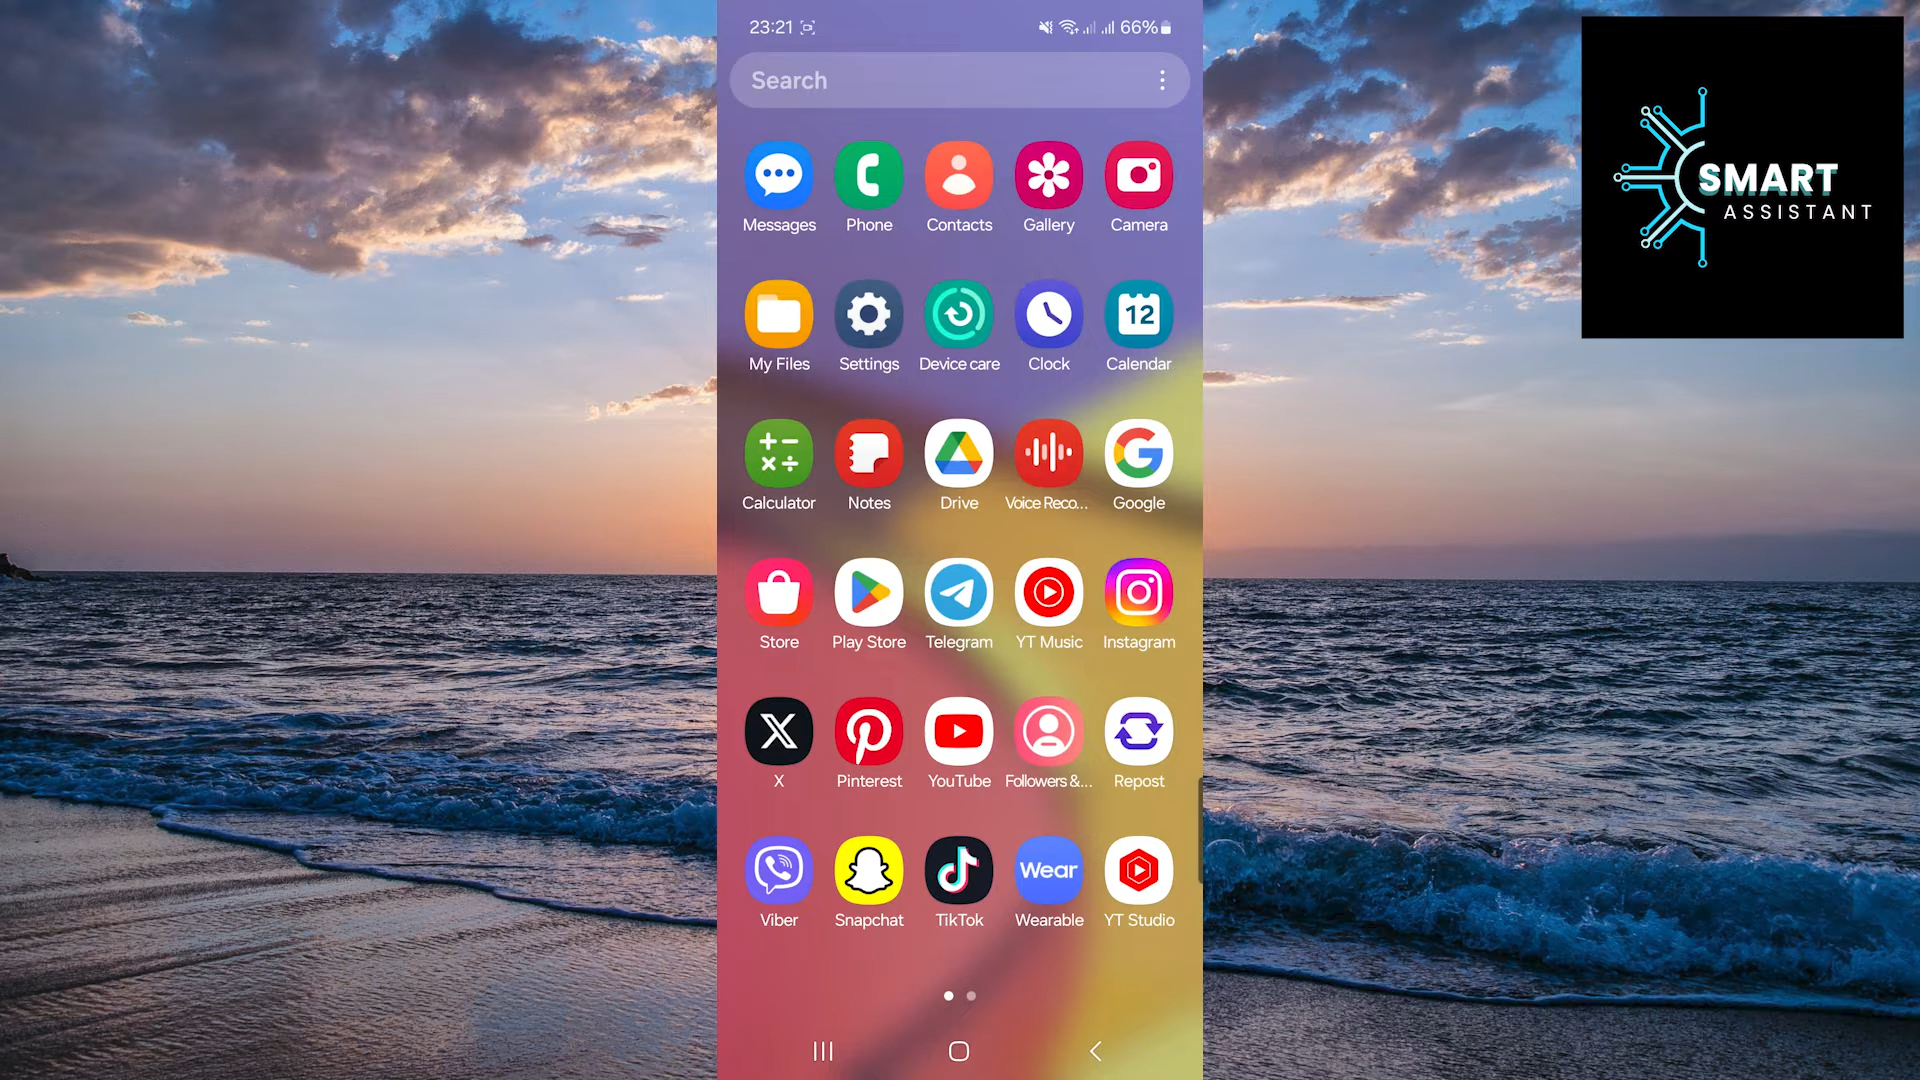 23:21
66%
Search
Messages Phone Contacts Gallery Camera
12
My Files Settings Device care Clock Calendar
Calculator Notes Drive Voice Reco... Google
Store Play Store Telegram YT Music Instagram
X Pinterest YouTube Followers &... Repost
Wear
Viber Snapchat TikTok Wearable YT Studio
SMART
ASSISTANT